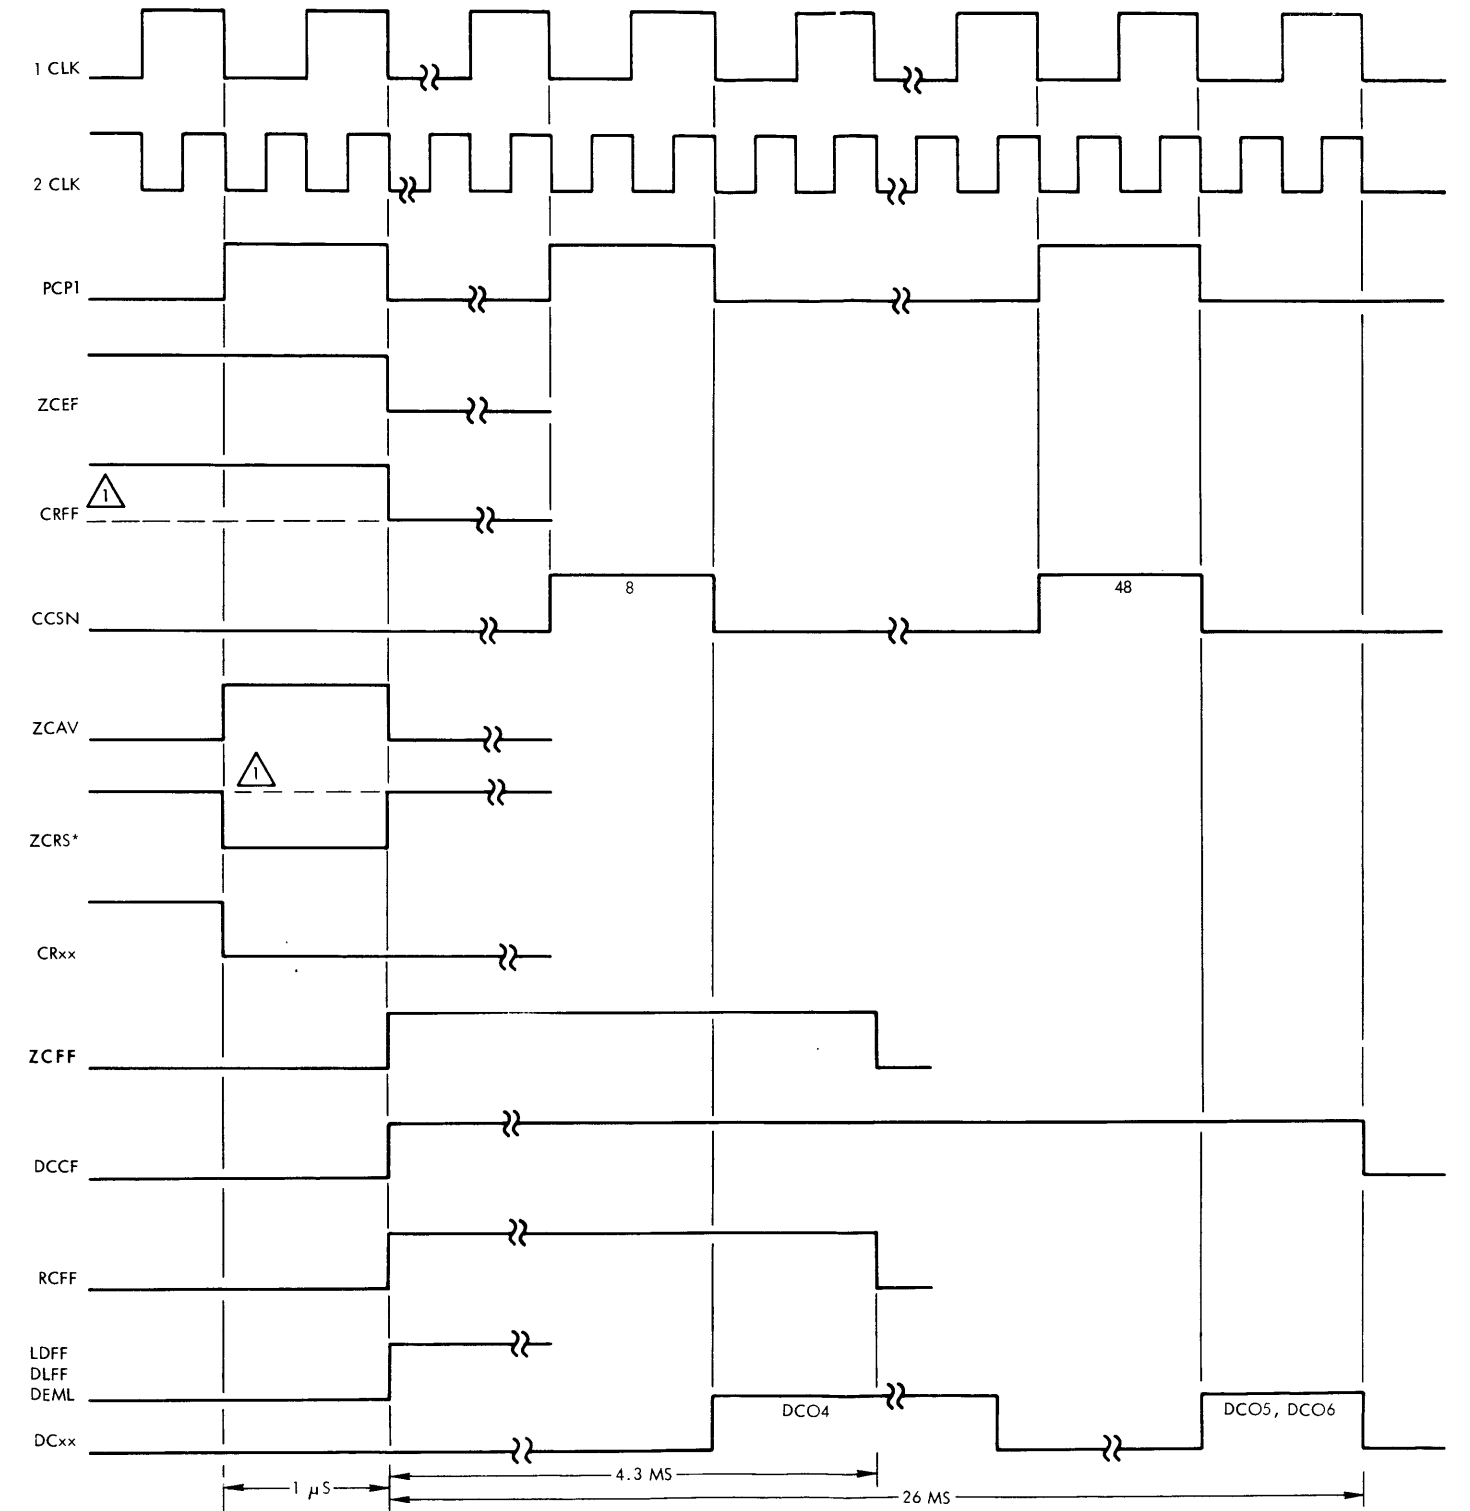 1 CLK
2 CLK
PCP1
ZCEF
1
CRFF
8
48
CCSN
ZCAV
1
ZCRS*
CRxx
ZCFF
DCCF
RCFF
LDFF
DLFF
DEML
DCO4
DCO5, DCO6
DCxx
1 μS
4.3 MS
26 MS